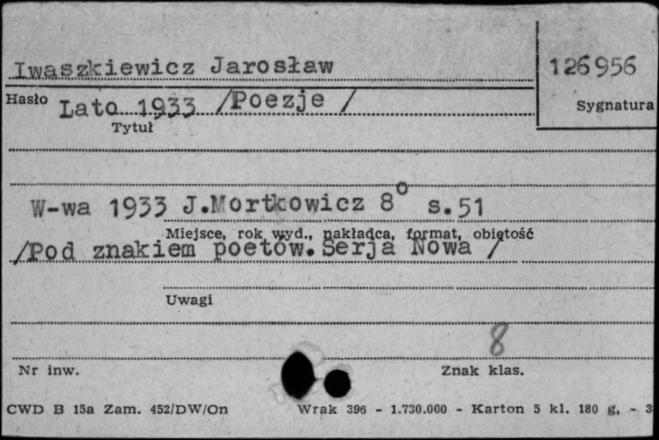 Iwaszkiewicz Jarosław
126956
Hasło
Sygnatura
Lato 1933 /Poezje /
Tytuł
W-wa 1933 J.Mortkowicz 8° s.51
Miejsce, rok wyd., nakładca, format, objętość
/Pod znakiem poetów.Serja Nowa /
Uwagi
8
Nr inw.
Znak klas.
CWD B 15a Zam. 452/DW/On Wrak 396 - 1.730.000 - Karton 5 kl. 180 g, - 3